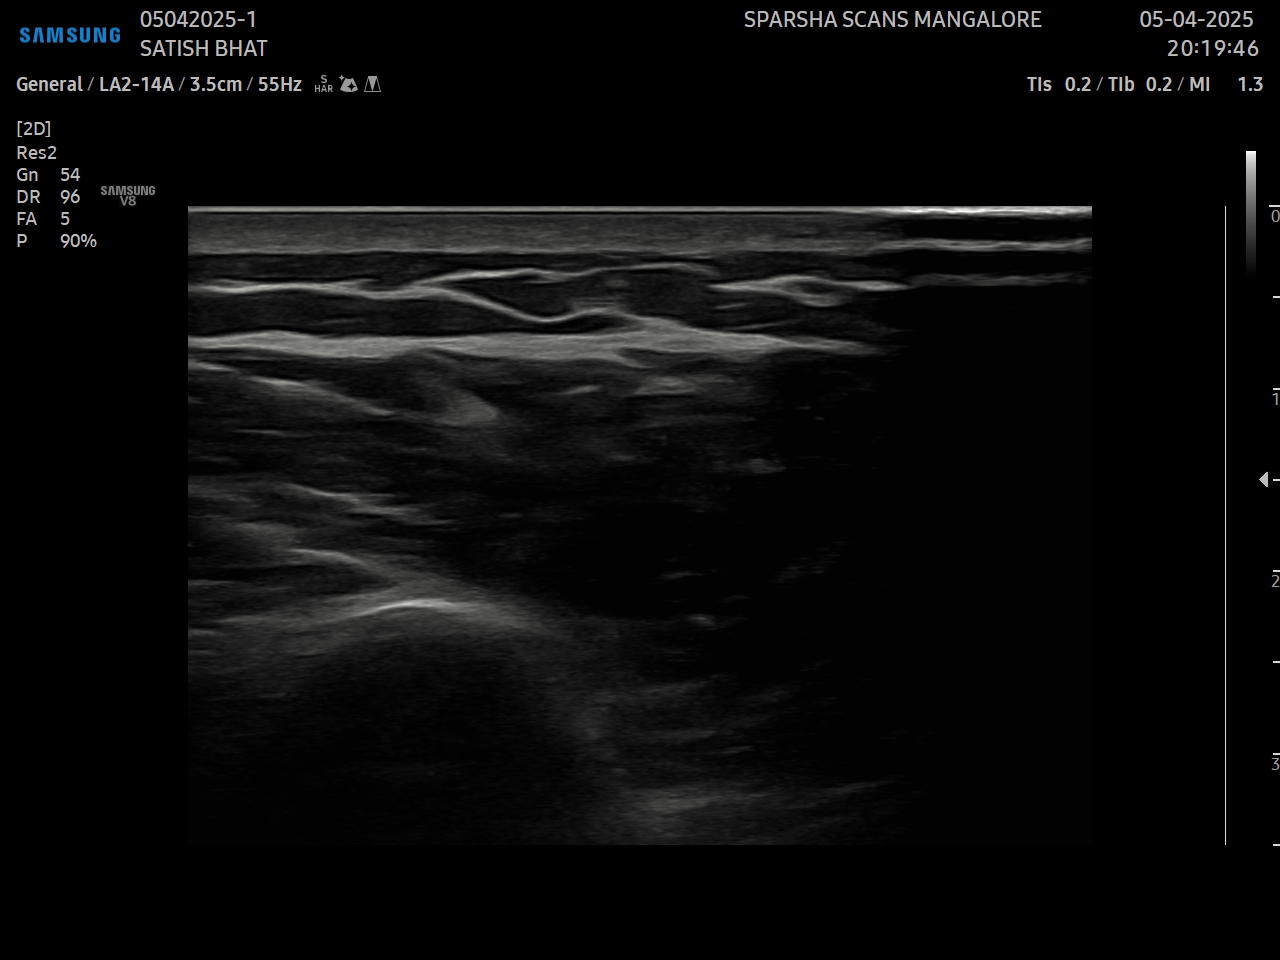 SAMSUNG
05042025-1
SATISH BHAT
SPARSHA SCANS MANGALORE
05-04-2025
20:19:46
General / LA2-14A / 3.5cm / 55Hz
S
HAR
TIs 0.2 / TIb 0.2 / MI 1.3
[2D]
Res2
Gn 54
DR 96
FA 5
P 90%
SAMSUNG
V8
0
1
2
3